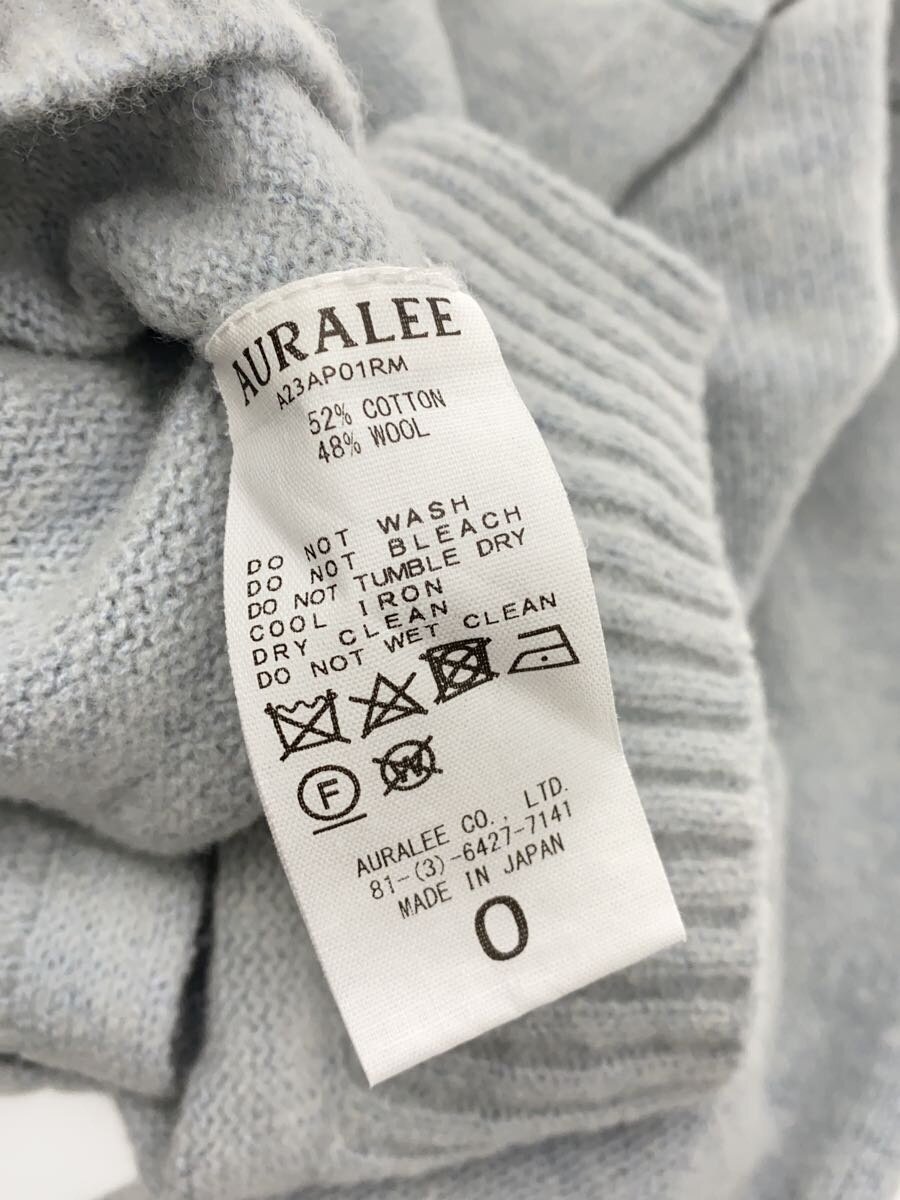 AURALEE
A23AP01RM
52% COTTON
48% WOOL
DO NOT WASH
DO NOT BLEACH
DO NOT TUMBLE DRY
COOL IRON
DRY CLEAN
DO NOT WET CLEAN
F W
AURALEE CO., LTD.
81-(3)-6427-7141
MADE IN JAPAN
0